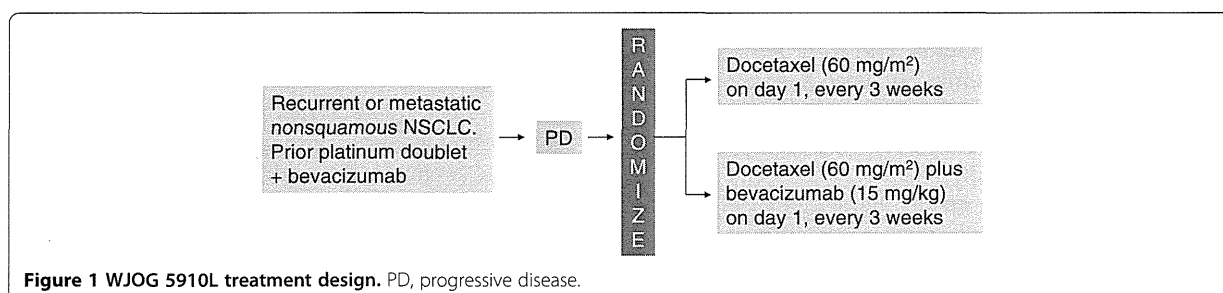 Recurrent or metastatic
nonsquamous NSCLC.
Prior platinum doublet
+ bevacizumab
PD
RANDOMIZE
Docetaxel (60 mg/m²)
on day 1, every 3 weeks
Docetaxel (60 mg/m²) plus
bevacizumab (15 mg/kg)
on day 1, every 3 weeks
Figure 1 WJOG 5910L treatment design. PD, progressive disease.